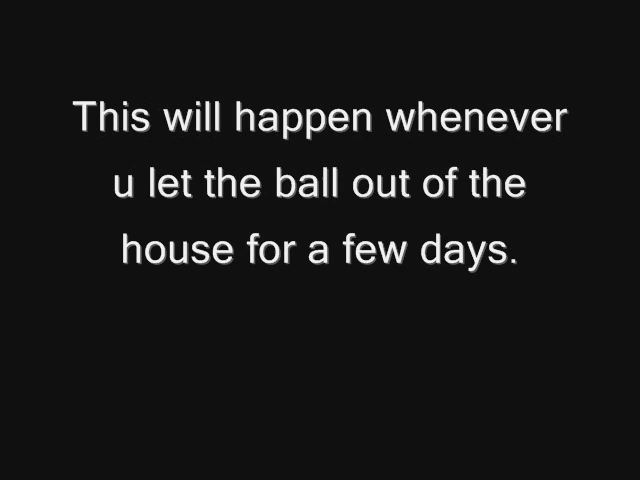 This will happen whenever
u let the ball out of the
house for a few days.